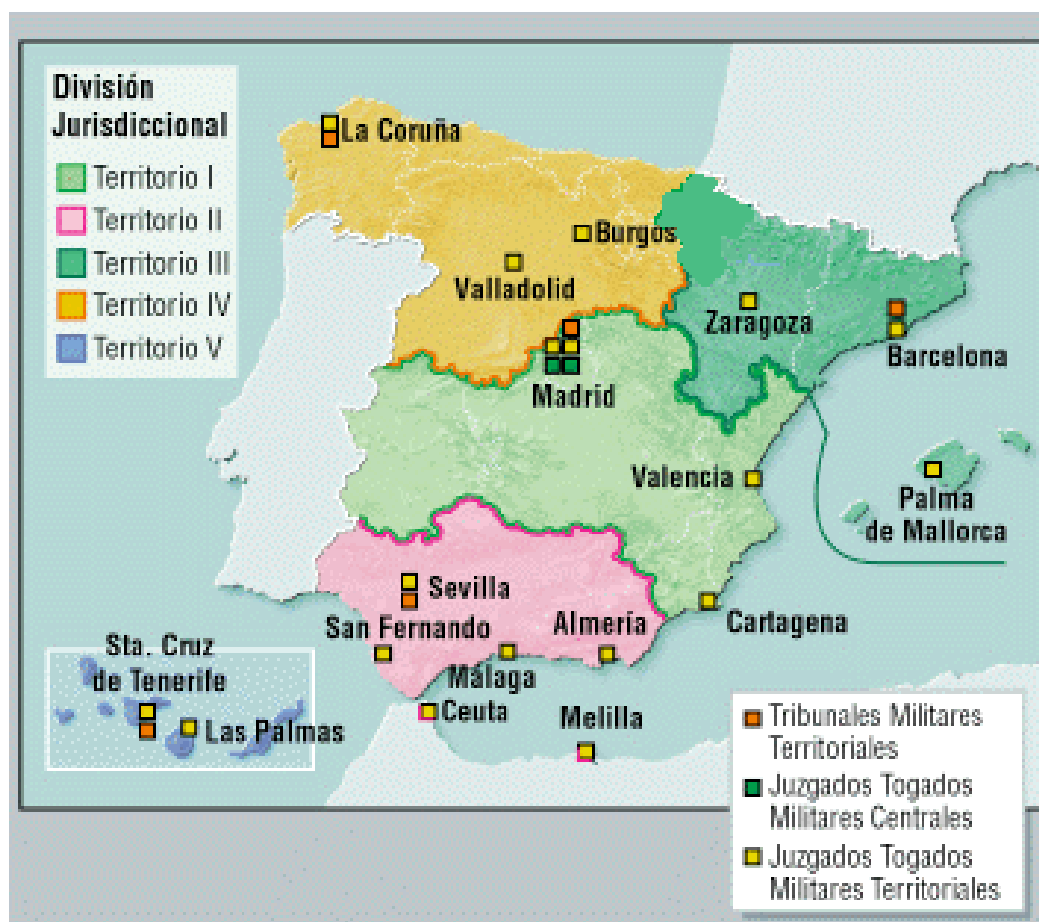 División
Jurisdiccional
Territorio I
Territorio II
Territorio III
Territorio IV
Territorio V
La Coruña
Burgos
Valladolid
Zaragoza
Barcelona
Madrid
Valencia
Palma
de Mallorca
Sevilla
San Fernando
Almería
Cartagena
Málaga
Ceuta
Melilla
Sta. Cruz
de Tenerife
Las Palmas
Tribunales Militares
Territoriales
Juzgados Togados
Militares Centrales
Juzgados Togados
Militares Territoriales